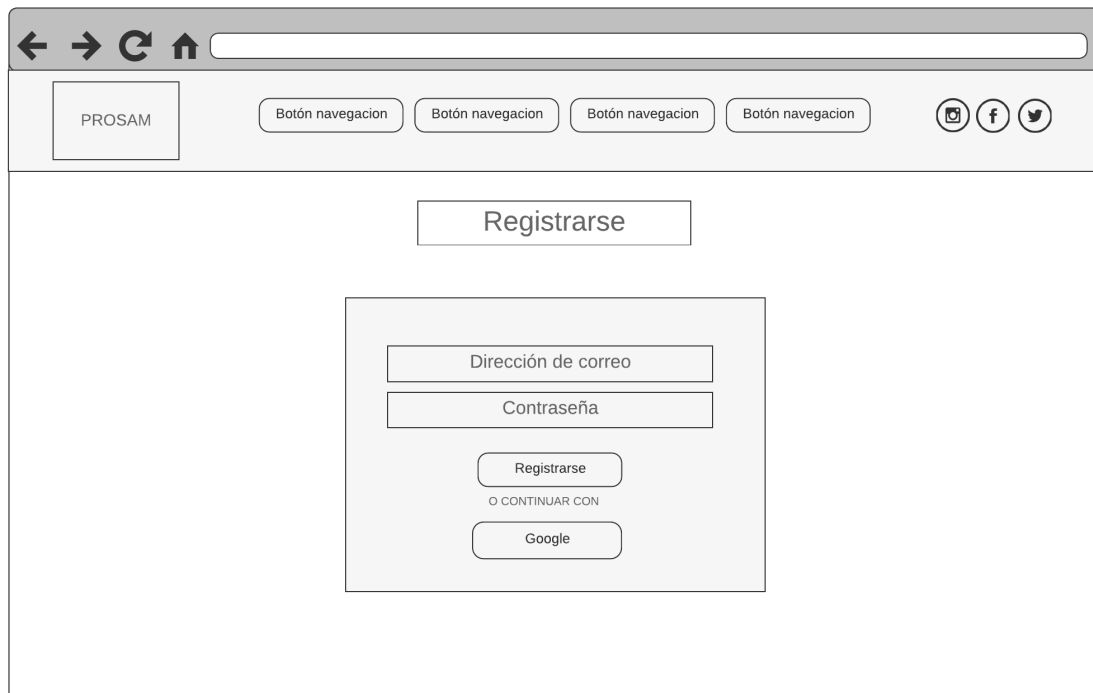 PROSAM
Botón navegacion
Botón navegacion
Botón navegacion
Botón navegacion
Registrarse
Dirección de correo
Contraseña
Registrarse
O CONTINUAR CON
Google